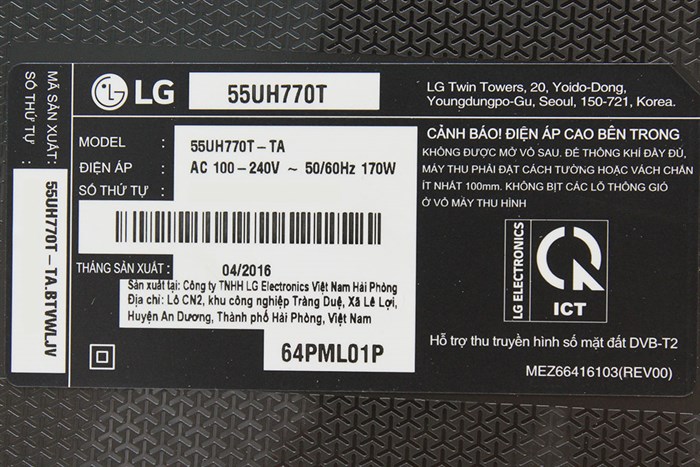 LG 55UH770T
LG Twin Towers, 20, Yoido-Dong,
Youngdungpo-Gu, Seoul, 150-721, Korea.
MÃ SẢN XUẤT:
SỐ THỨ TỰ :
55UH770T-TA.BTVWLJV
MODEL : 55UH770T-TA
ĐIỆN ÁP : AC 100-240V ~ 50/60Hz 170W
SỐ THỨ TỰ :
THÁNG SẢN XUẤT : 04/2016
Sản xuất tại: Công ty TNHH LG Electronics Việt Nam Hải Phòng
Địa chỉ: Lô CN2, khu công nghiệp Tràng Duệ, Xã Lê Lợi,
Huyện An Dương, Thành phố Hải Phòng, Việt Nam
64PML01P
CẢNH BÁO! ĐIỆN ÁP CAO BÊN TRONG
KHÔNG ĐƯỢC MỞ VỎ SAU. ĐỂ THÔNG KHÍ ĐẦY ĐỦ,
MÁY THU PHẢI ĐẶT CÁCH TƯỜNG HOẶC VÁCH CHẮN
ÍT NHẤT 100mm. KHÔNG BỊT CÁC LỖ THÔNG GIÓ
Ở VỎ MÁY THU HÌNH
LG ELECTRONICS
ICT
Hỗ trợ thu truyền hình số mặt đất DVB-T2
MEZ66416103(REV00)